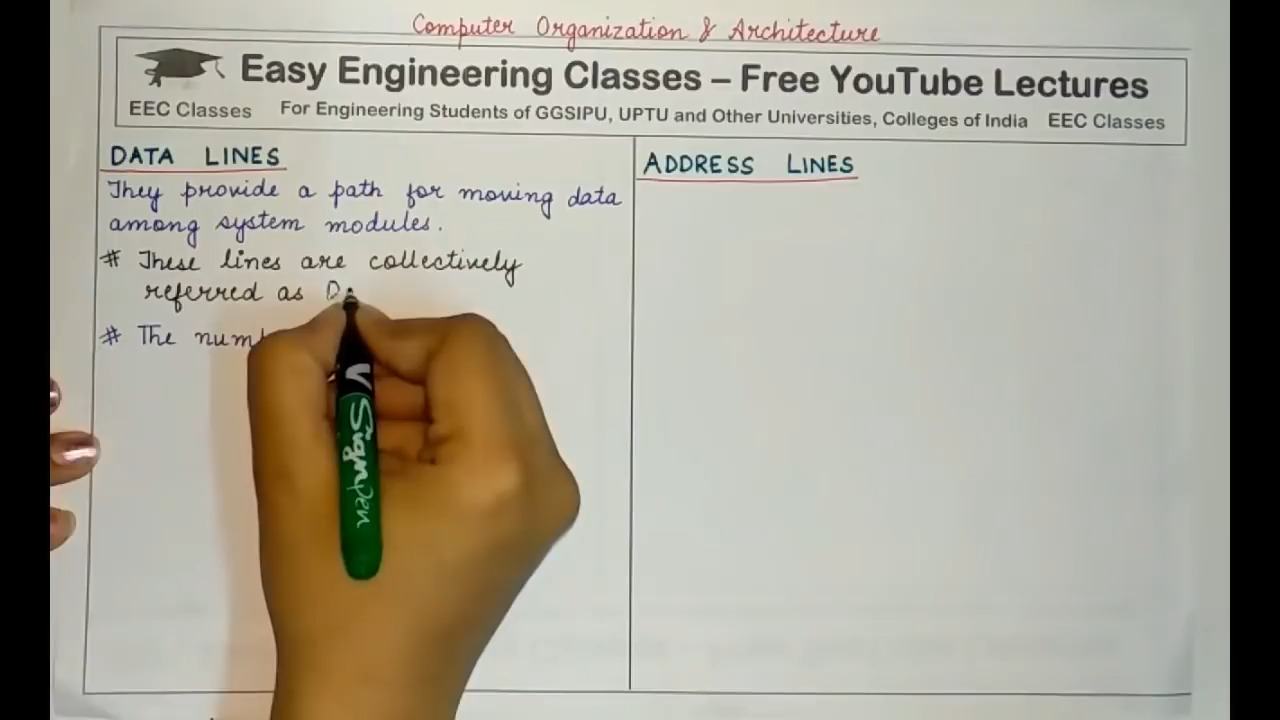 Computer Organization & Architecture
Easy Engineering Classes – Free YouTube Lectures
EEC Classes For Engineering Students of GGSIPU, UPTU and Other Universities, Colleges of India EEC Classes
DATA LINES
They provide a path for moving data
among system modules.
# These lines are collectively
referred as
# The
ADDRESS LINES
Sign Pen